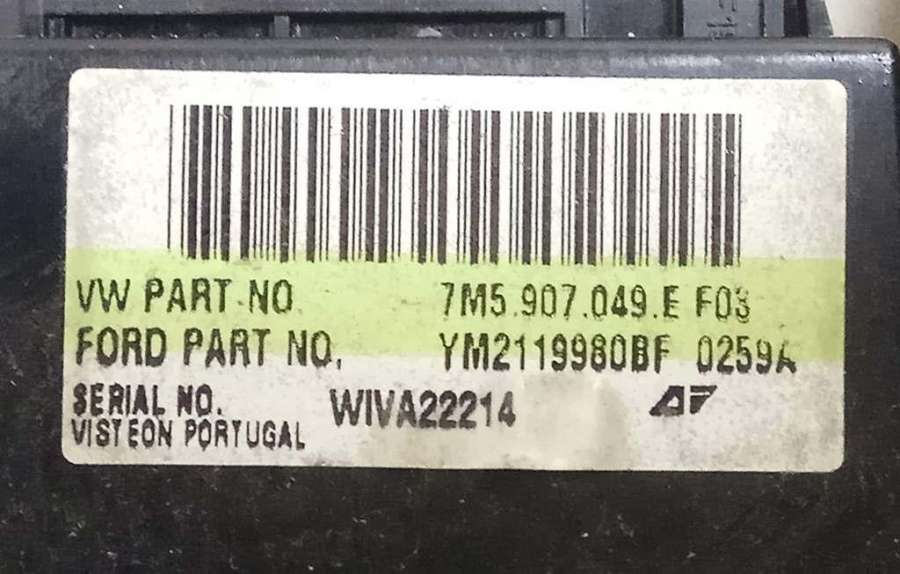 VW PART NO. 7M5.907.049.E F03
FORD PART NO. YM2119980BF 0259A
SERIAL NO. WIVA22214
VISTEON PORTUGAL